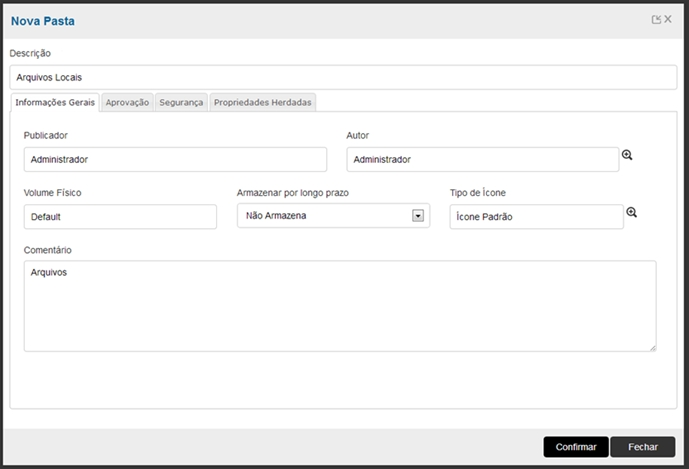 Nova Pasta
Descrição
Arquivos Locais
Informações Gerais Aprovação Segurança Propriedades Herdadas
Publicador Autor
Administrador Administrador
Volume Físico Armazenar por longo prazo Tipo de Ícone
Default Não Armazena Ícone Padrão
Comentário
Arquivos
Confirmar Fechar